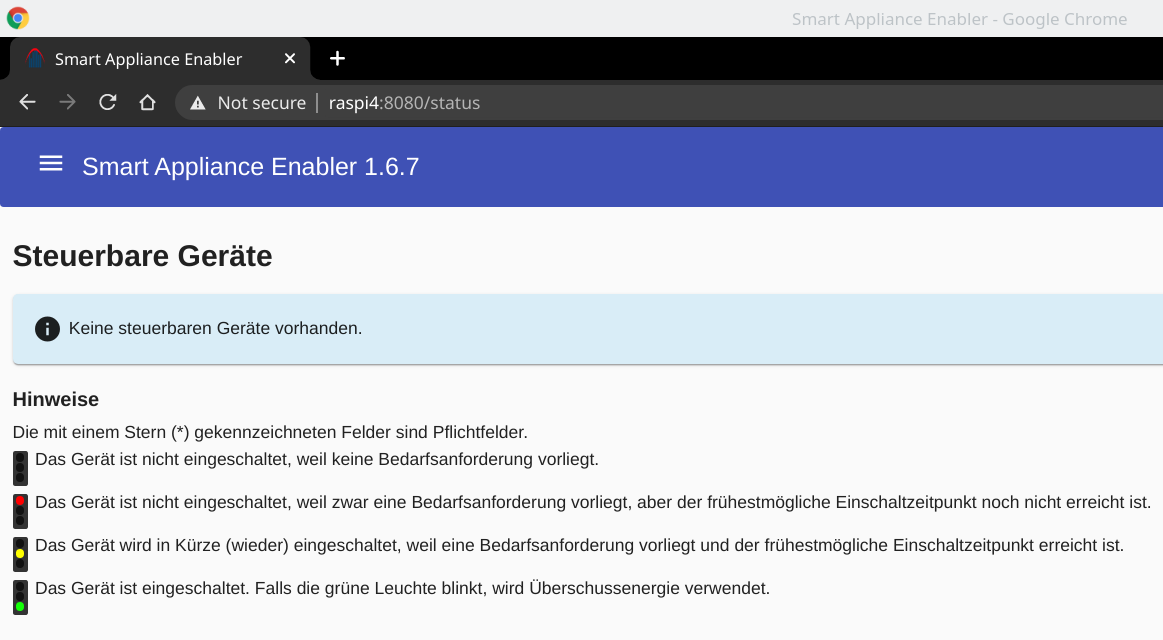 Smart Appliance Enabler - Google Chrome
Smart Appliance Enabler
Not secure | raspi4:8080/status
Smart Appliance Enabler 1.6.7
Steuerbare Geräte
Keine steuerbaren Geräte vorhanden.
Hinweise
Die mit einem Stern (*) gekennzeichneten Felder sind Pflichtfelder.
Das Gerät ist nicht eingeschaltet, weil keine Bedarfsanforderung vorliegt.
Das Gerät ist nicht eingeschaltet, weil zwar eine Bedarfsanforderung vorliegt, aber der frühestmögliche Einschaltzeitpunkt noch nicht erreicht ist.
Das Gerät wird in Kürze (wieder) eingeschaltet, weil eine Bedarfsanforderung vorliegt und der frühestmögliche Einschaltzeitpunkt erreicht ist.
Das Gerät ist eingeschaltet. Falls die grüne Leuchte blinkt, wird Überschussenergie verwendet.